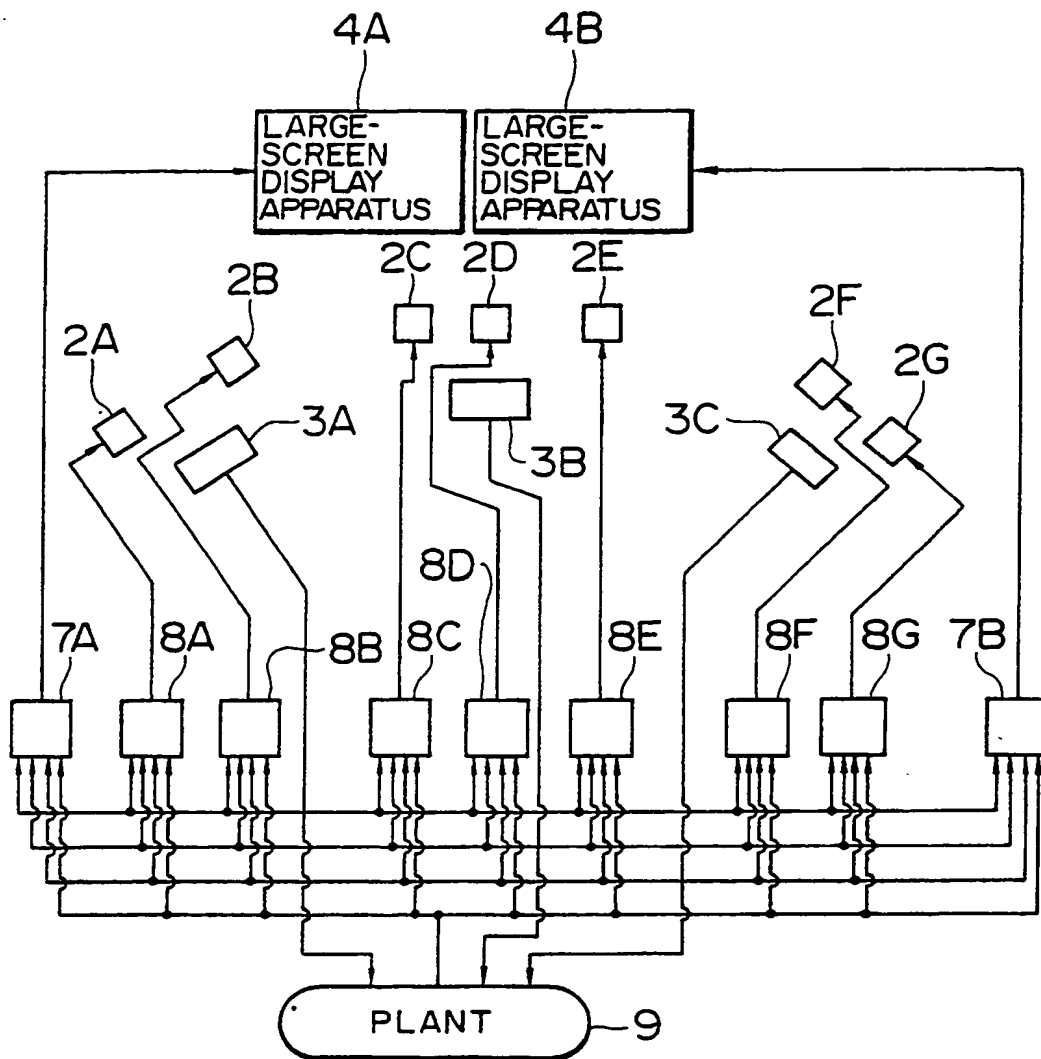 4A
4B
LARGE-
SCREEN
DISPLAY
APPARATUS
LARGE-
SCREEN
DISPLAY
APPARATUS
2C
2D
2E
2B
2F
2A
2G
3A
3B
3C
8D
7A
8A
8B
8C
8E
8F
8G
7B
PLANT
9